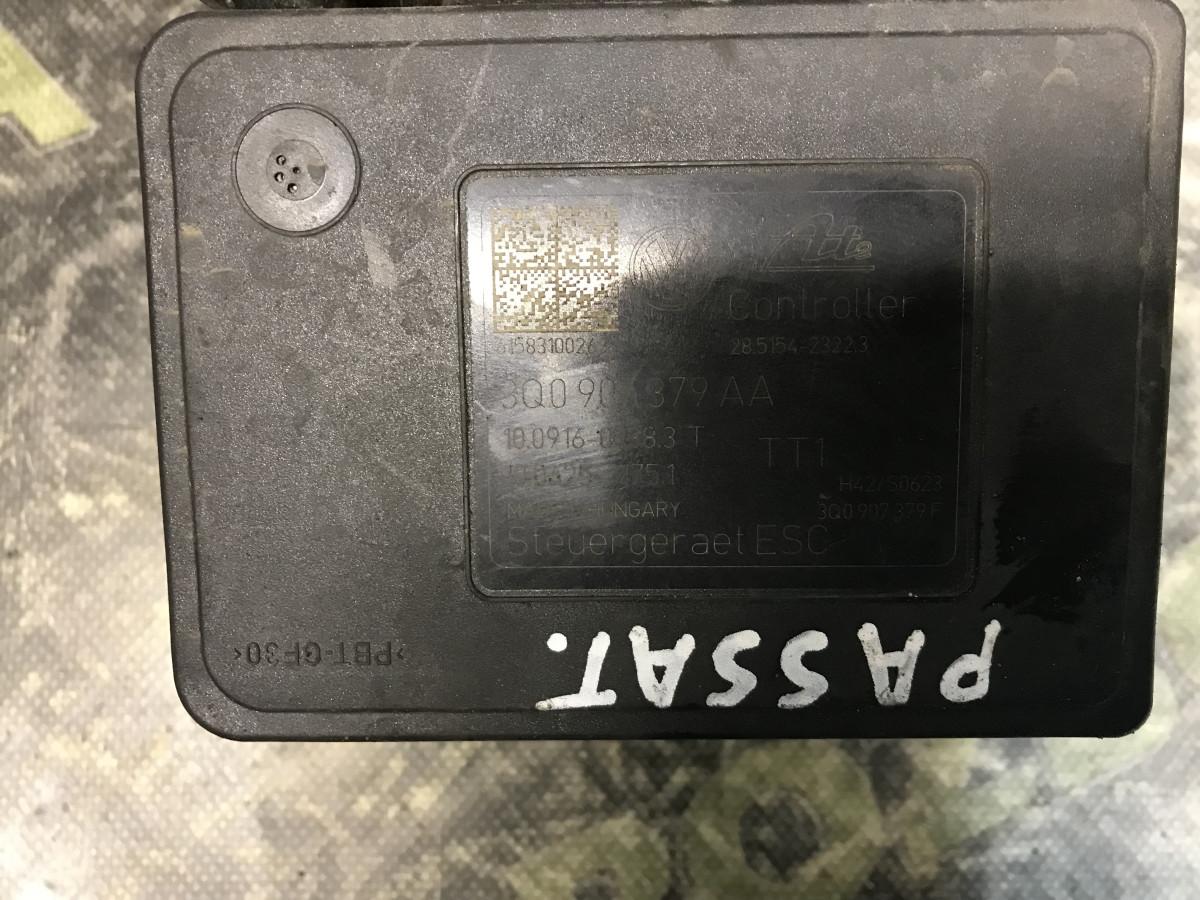 Ate
Controller
28.5154-2322.3
3Q0 379 AA
T
TT1
H42/S0623
HUNGARY
3Q0 907 379 F
Steuergeraet ESC
PASSAT.
>PBT-GF30<